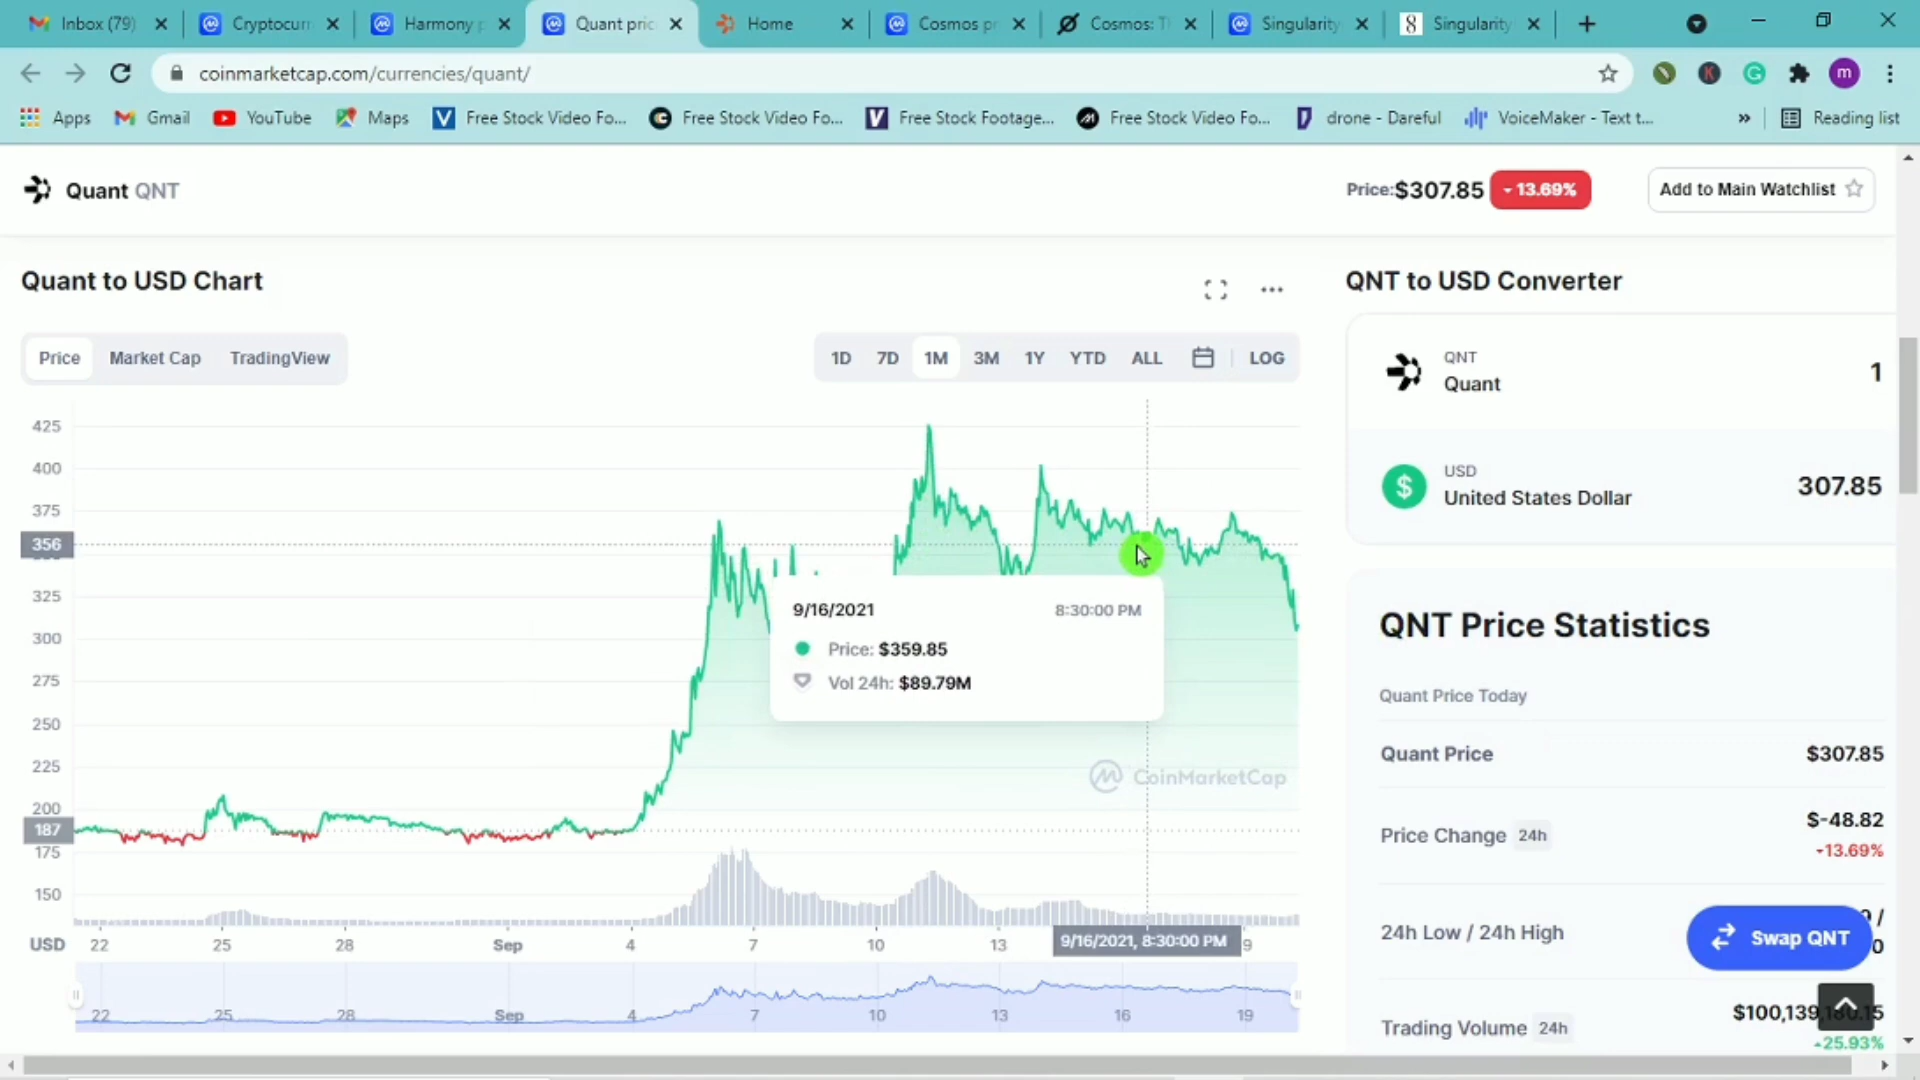 Inbox (79)
Cryptocurr
Harmony p
Quant pric
Home
Cosmos pr
Cosmos: Th
Singularity
8 Singularity
coinmarketcap.com/currencies/quant/
m
Apps
Gmail
YouTube
Maps
Free Stock Video Fo...
Free Stock Video Fo...
Free Stock Footage...
Free Stock Video Fo...
drone - Dareful
VoiceMaker - Text t...
»
Reading list
Quant QNT
Price:$307.85
-13.69%
Add to Main Watchlist
Quant to USD Chart
QNT to USD Converter
Price Market Cap TradingView
1D 7D 1M 3M 1Y YTD ALL LOG
QNT
Quant
1
USD
United States Dollar
307.85
425
400
375
356
325
300
275
250
225
200
187
175
150
9/16/2021 8:30:00 PM
Price: $359.85
Vol 24h: $89.79M
CoinMarketCap
USD 22 25 28 Sep 4 7 10 13 9/16/2021, 8:30:00 PM 9
22 25 28 Sep 4 7 10 13 16 19
QNT Price Statistics
Quant Price Today
Quant Price $307.85
Price Change 24h
$-48.82
-13.69%
24h Low / 24h High
/
0
Swap QNT
Trading Volume 24h
25.93%